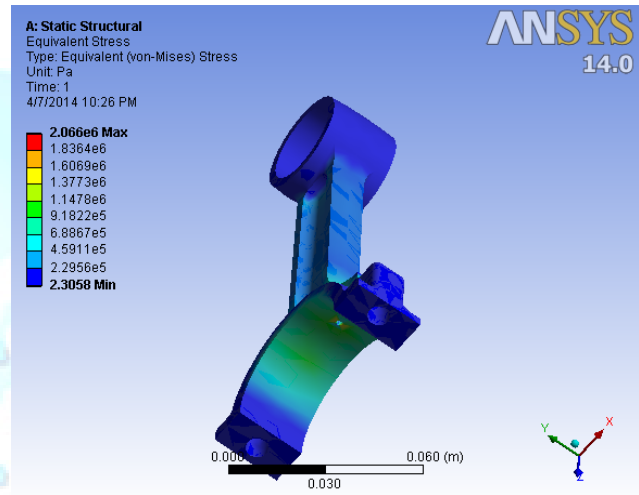 A: Static Structural
Equivalent Stress
Type: Equivalent (von-Mises) Stress
Unit: Pa
Time: 1
4/7/2014 10:26 PM
ANSYS
14.0
2.066e6 Max
1.8364e6
1.6069e6
1.3773e6
1.1478e6
9.1822e5
6.8867e5
4.5911e5
2.2956e5
2.3058 Min
0.000
0.060 (m)
0.030
Y
X
Z